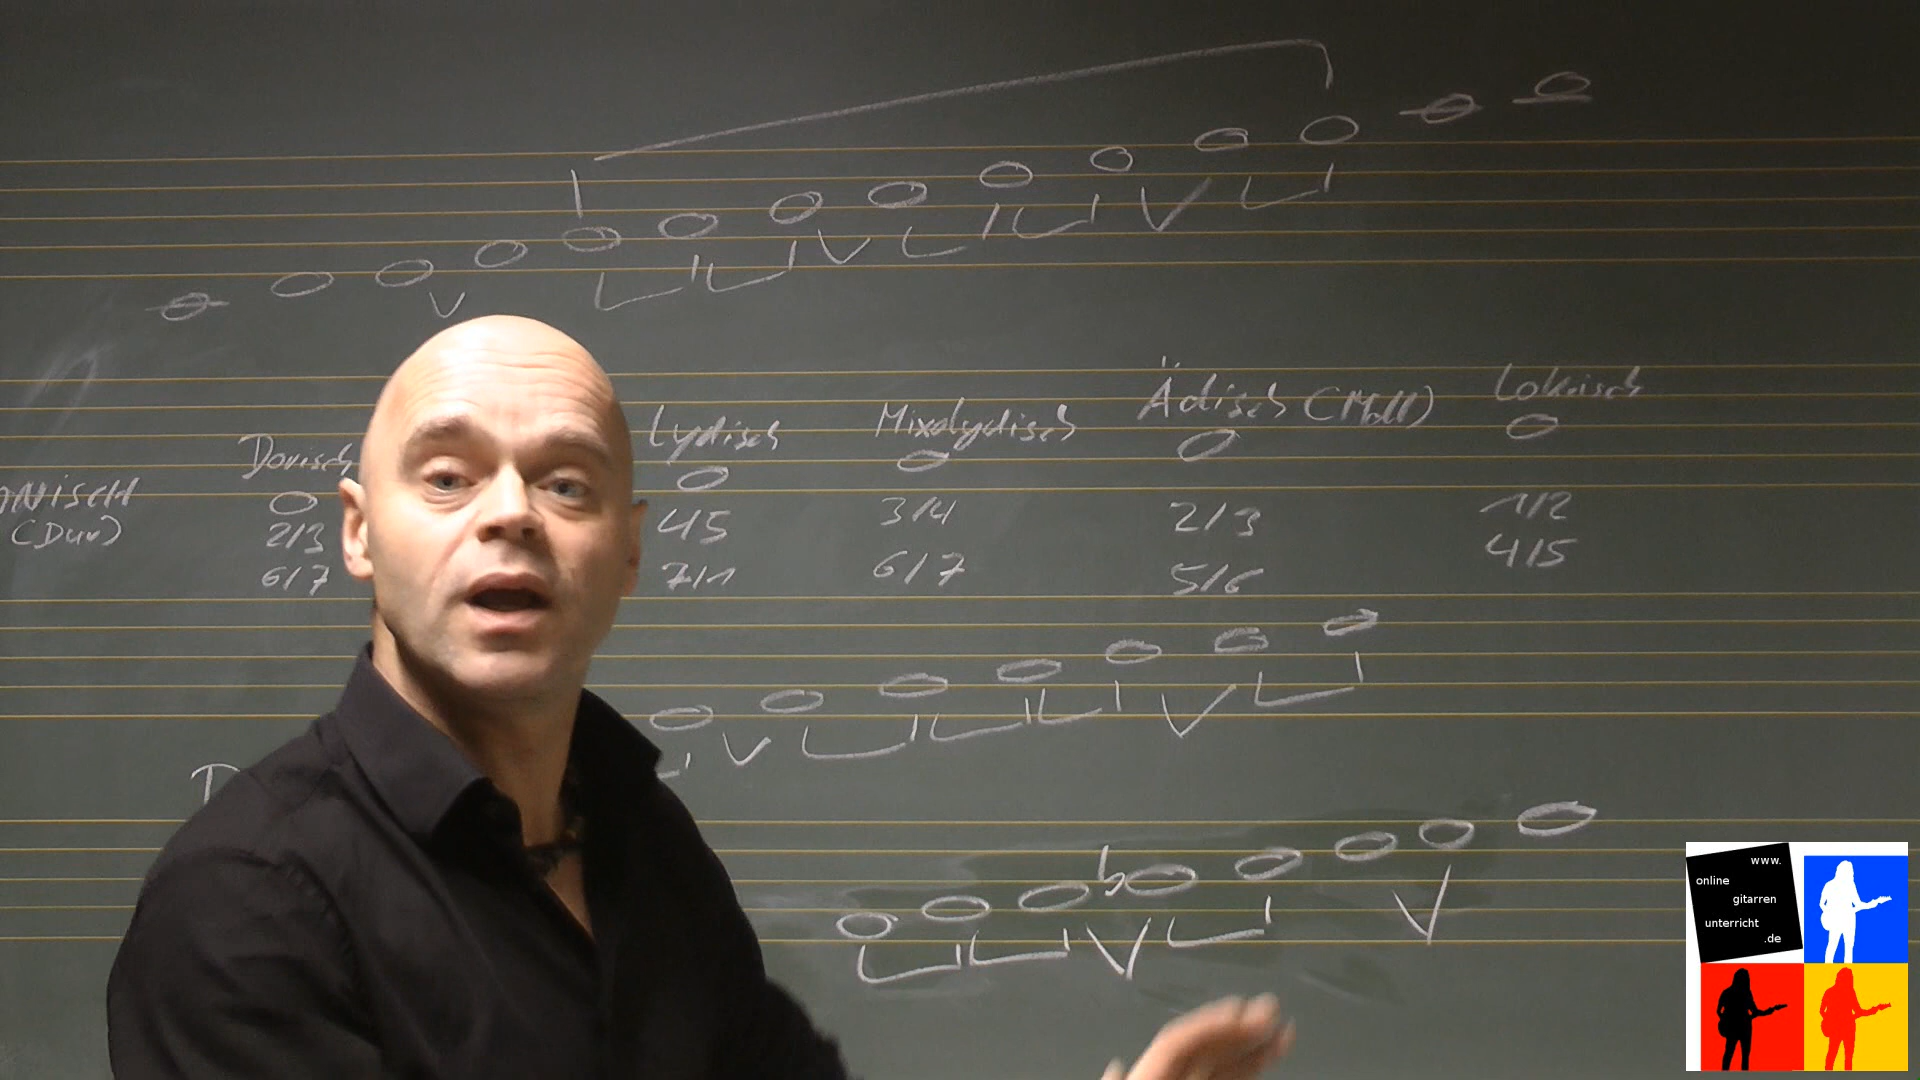 Dorisch Lydisch Mixolydisch Äolisch (Moll) Lokrisch
(Dur)
2/3 4/5 3/4 2/3 1/2
6/7 7/1 6/7 5/6 4/5
b
www.
online
gitarren
unterricht
.de